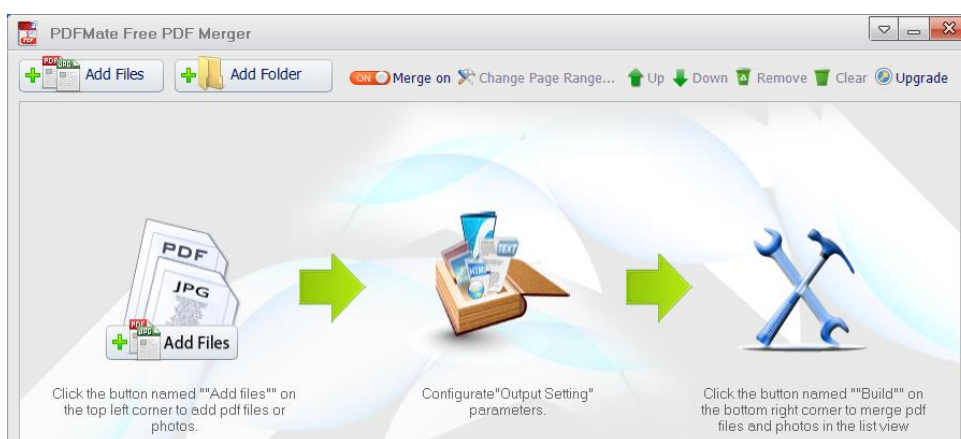 PDFMate Free PDF Merger
Add Files Add Folder ON Merge on Change Page Range... Up Down Remove Clear Upgrade
PDF
JPG
TEXT
HTML
Add Files
Click the button named ""Add files"" on
the top left corner to add pdf files or
photos.
Configurate"Output Setting"
parameters.
Click the button named ""Build"" on
the bottom right corner to merge pdf
files and photos in the list view